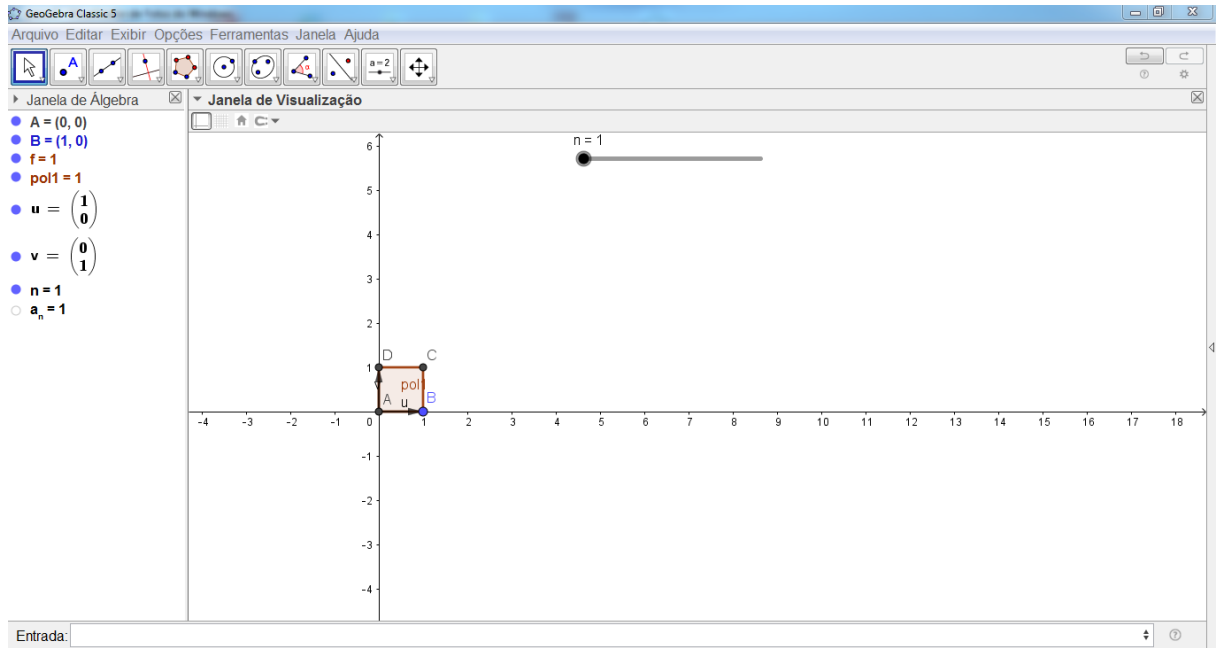 GeoGebra Classic 5
Arquivo Editar Exibir Opções Ferramentas Janela Ajuda
A
a = 2
Janela de Álgebra
Janela de Visualização
A = (0, 0)
B = (1, 0)
f = 1
pol1 = 1
u = (1 0)
v = (0 1)
n = 1
a_n = 1
n = 1
6
5
4
3
2
1
D C
pol1
A u B
v
-4 -3 -2 -1 0 1 2 3 4 5 6 7 8 9 10 11 12 13 14 15 16 17 18
-1
-2
-3
-4
Entrada: